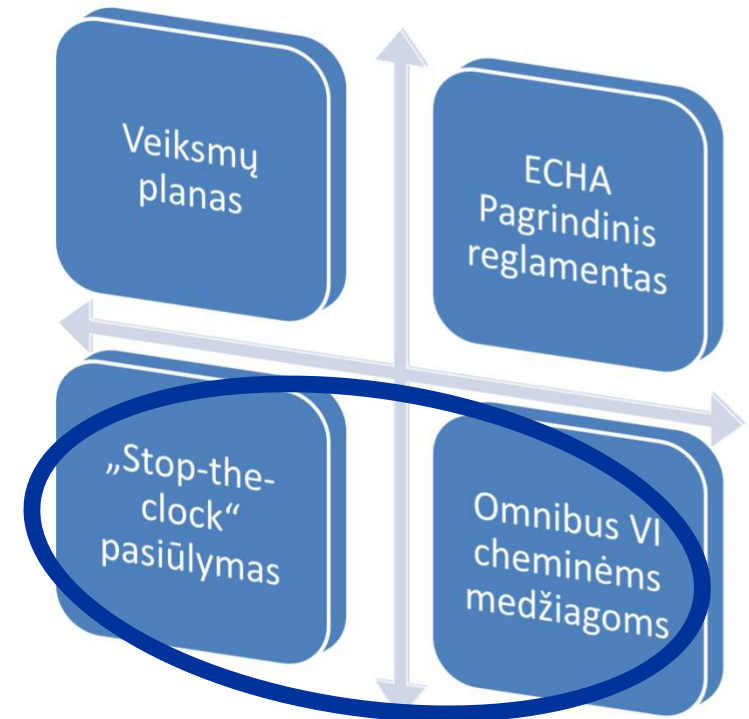 Veiksmų
planas
ECHA
Pagrindinis
reglamentas
„Stop-the-
clock“
pasiūlymas
Omnibus VI
cheminėms
medžiagoms